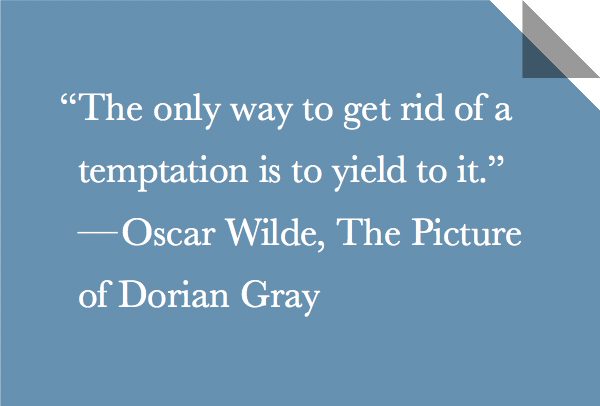 “The only way to get rid of a
temptation is to yield to it.”
—Oscar Wilde, The Picture
of Dorian Gray